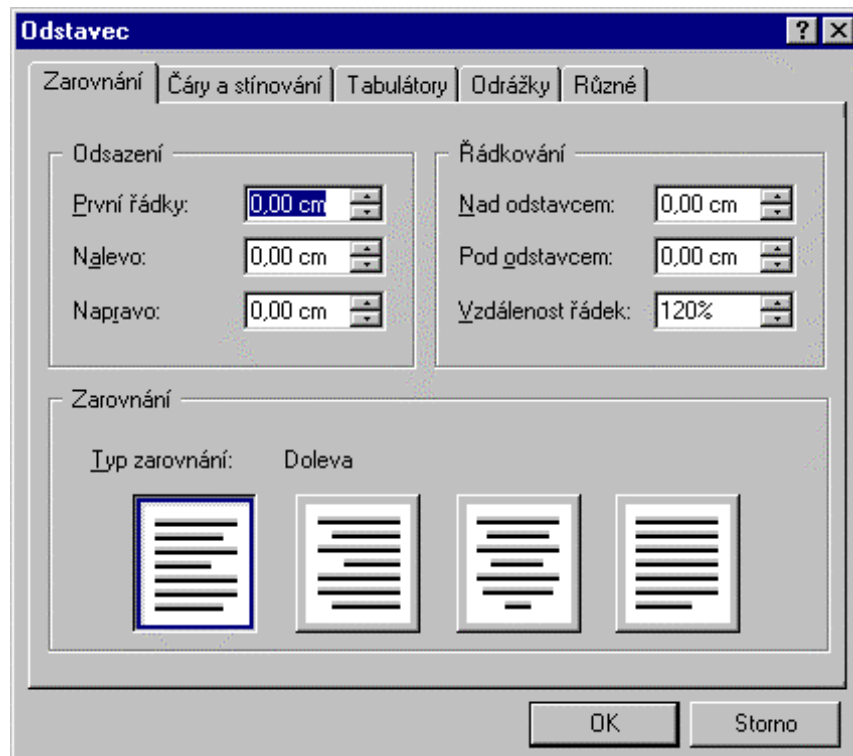 Odstavec
Zarovnání Čáry a stínování Tabulátory Odrážky Různé
Odsazení
První řádky: 0,00 cm
Nalevo: 0,00 cm
Napravo: 0,00 cm
Řádkování
Nad odstavcem: 0,00 cm
Pod odstavcem: 0,00 cm
Vzdálenost řádek: 120%
Zarovnání
Typ zarovnání: Doleva
OK Storno